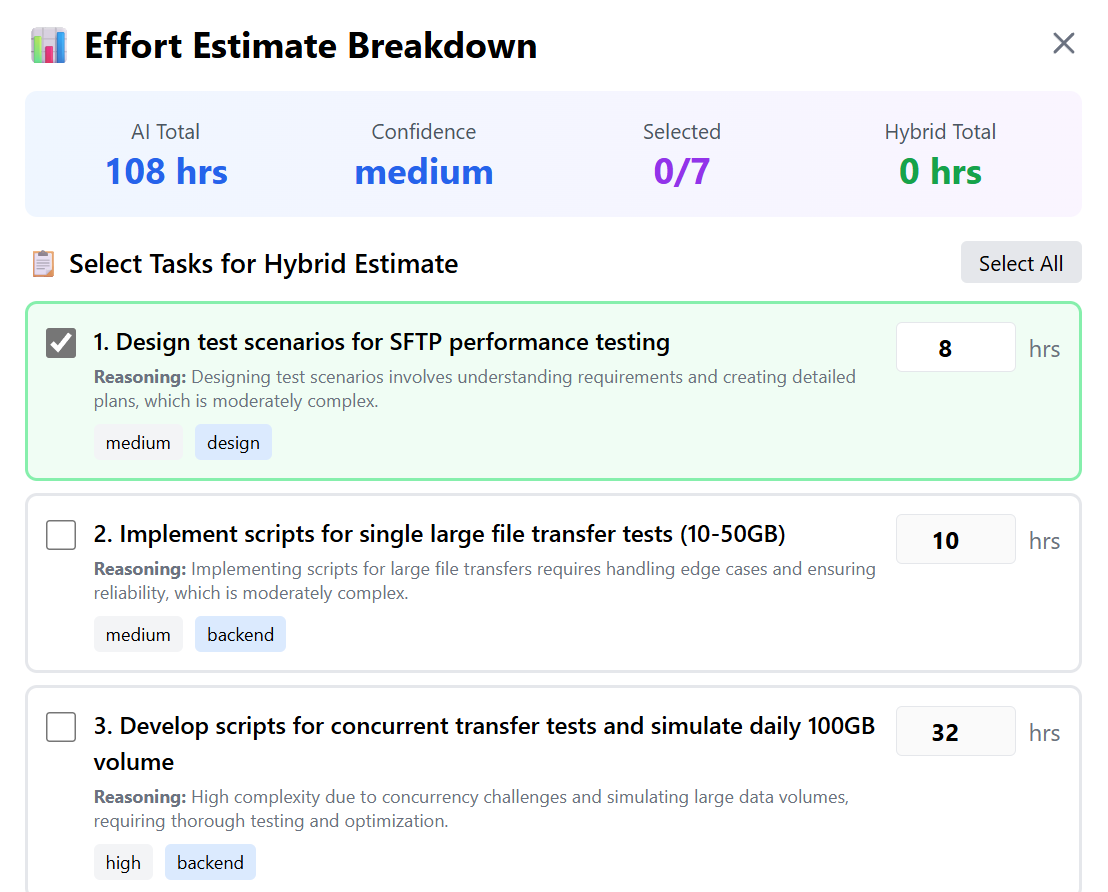 Effort Estimate Breakdown
AI Total
108 hrs
Confidence
medium
Selected
0/7
Hybrid Total
0 hrs
Select Tasks for Hybrid Estimate
Select All
1. Design test scenarios for SFTP performance testing
8 hrs
Reasoning: Designing test scenarios involves understanding requirements and creating detailed
plans, which is moderately complex.
medium design
2. Implement scripts for single large file transfer tests (10-50GB)
10 hrs
Reasoning: Implementing scripts for large file transfers requires handling edge cases and ensuring
reliability, which is moderately complex.
medium backend
3. Develop scripts for concurrent transfer tests and simulate daily 100GB
volume
32 hrs
Reasoning: High complexity due to concurrency challenges and simulating large data volumes,
requiring thorough testing and optimization.
high backend